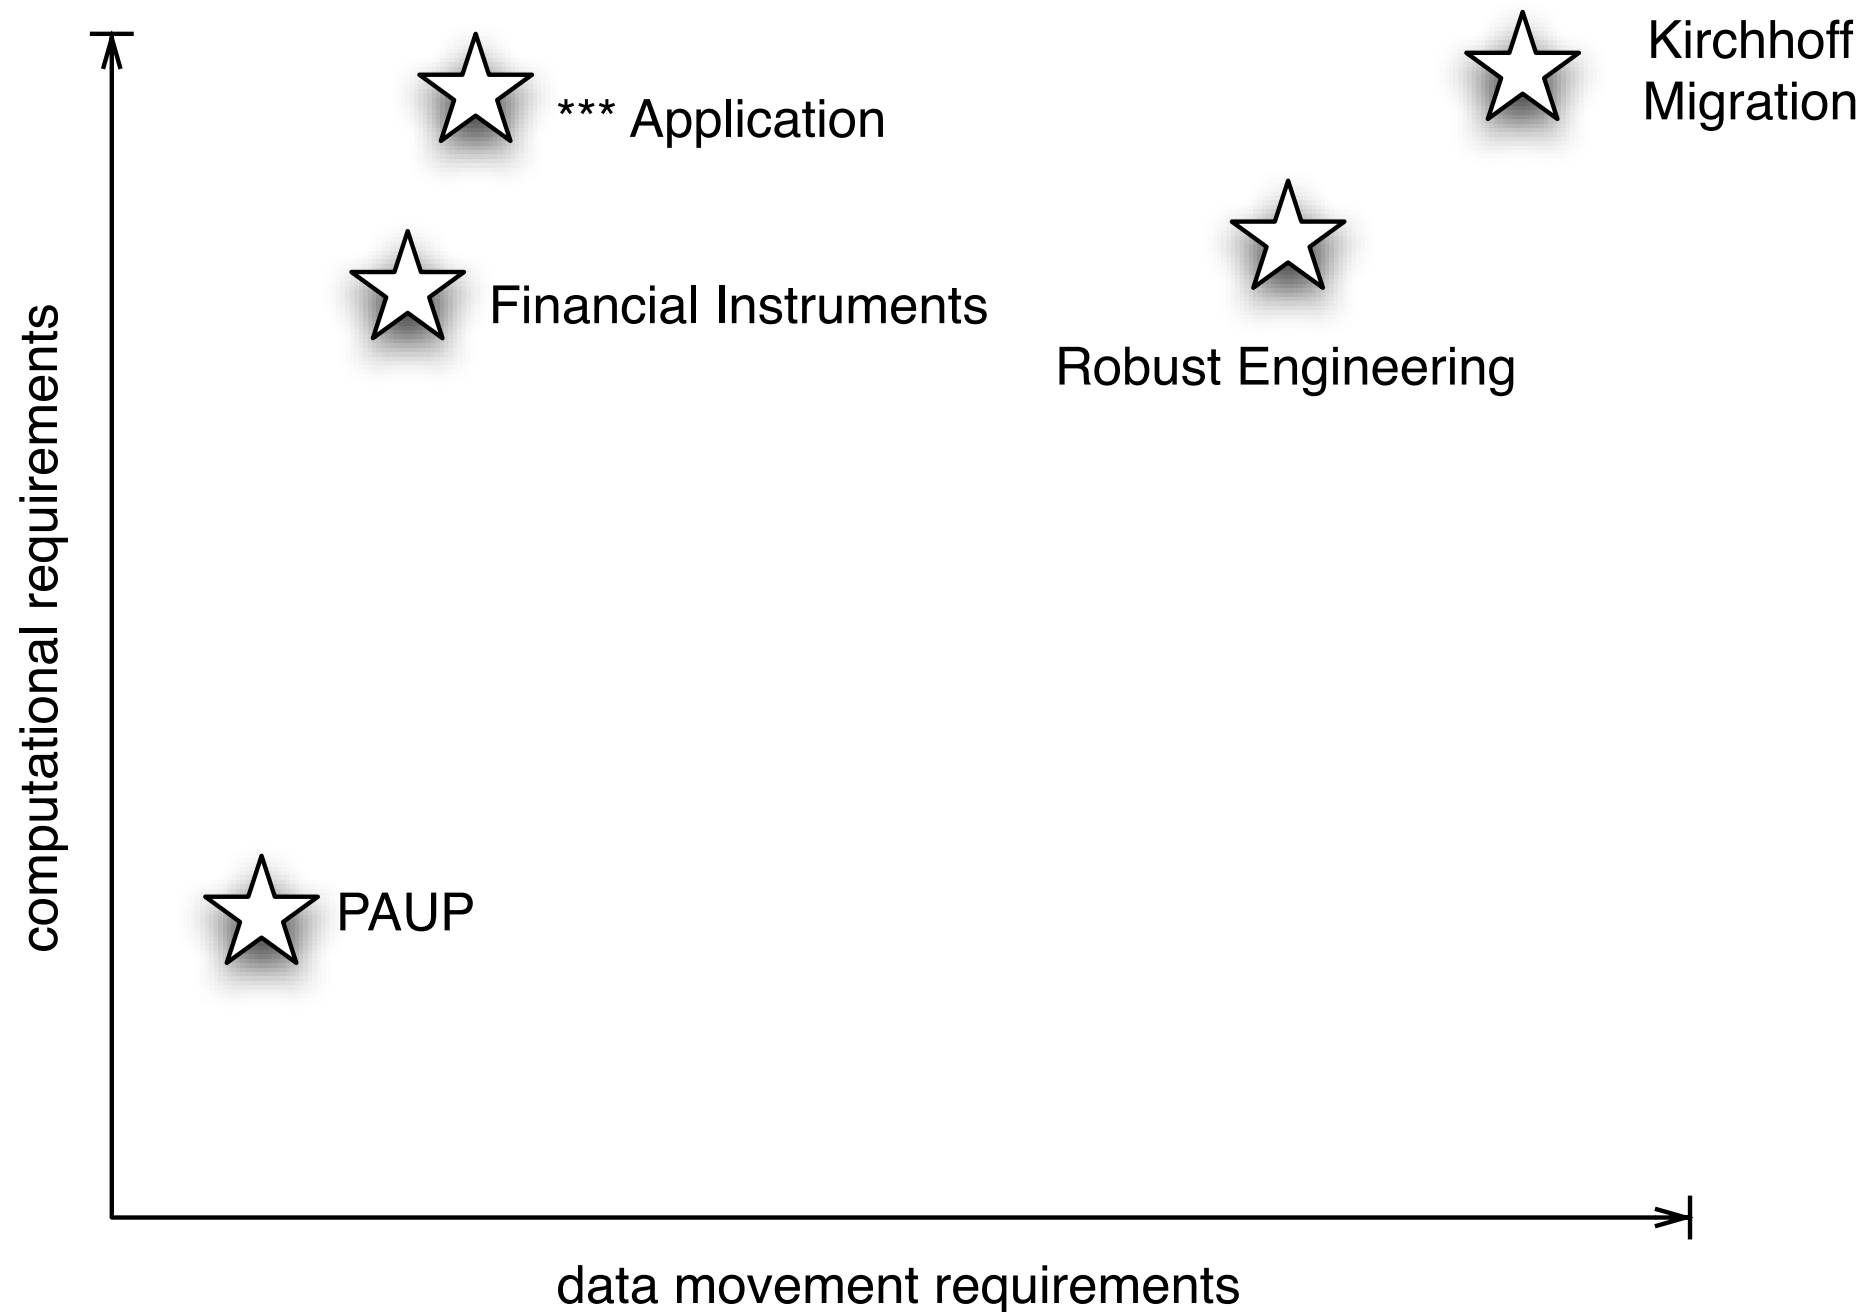 Kirchhoff
Migration
*** Application
Financial Instruments
Robust Engineering
computational requirements
PAUP
data movement requirements